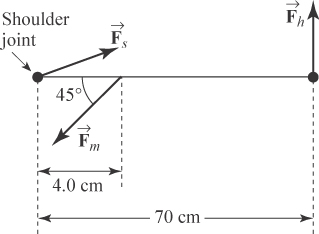 Shoulder
joint
F⃗ₛ
F⃗ₕ
45°
F⃗ₘ
4.0 cm
70 cm